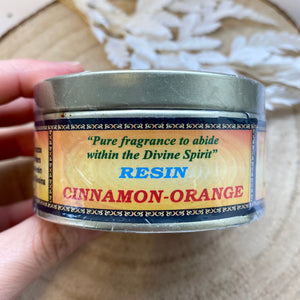 "Pure fragrance to abide
within the Divine Spirit"
RESIN
CINNAMON-ORANGE